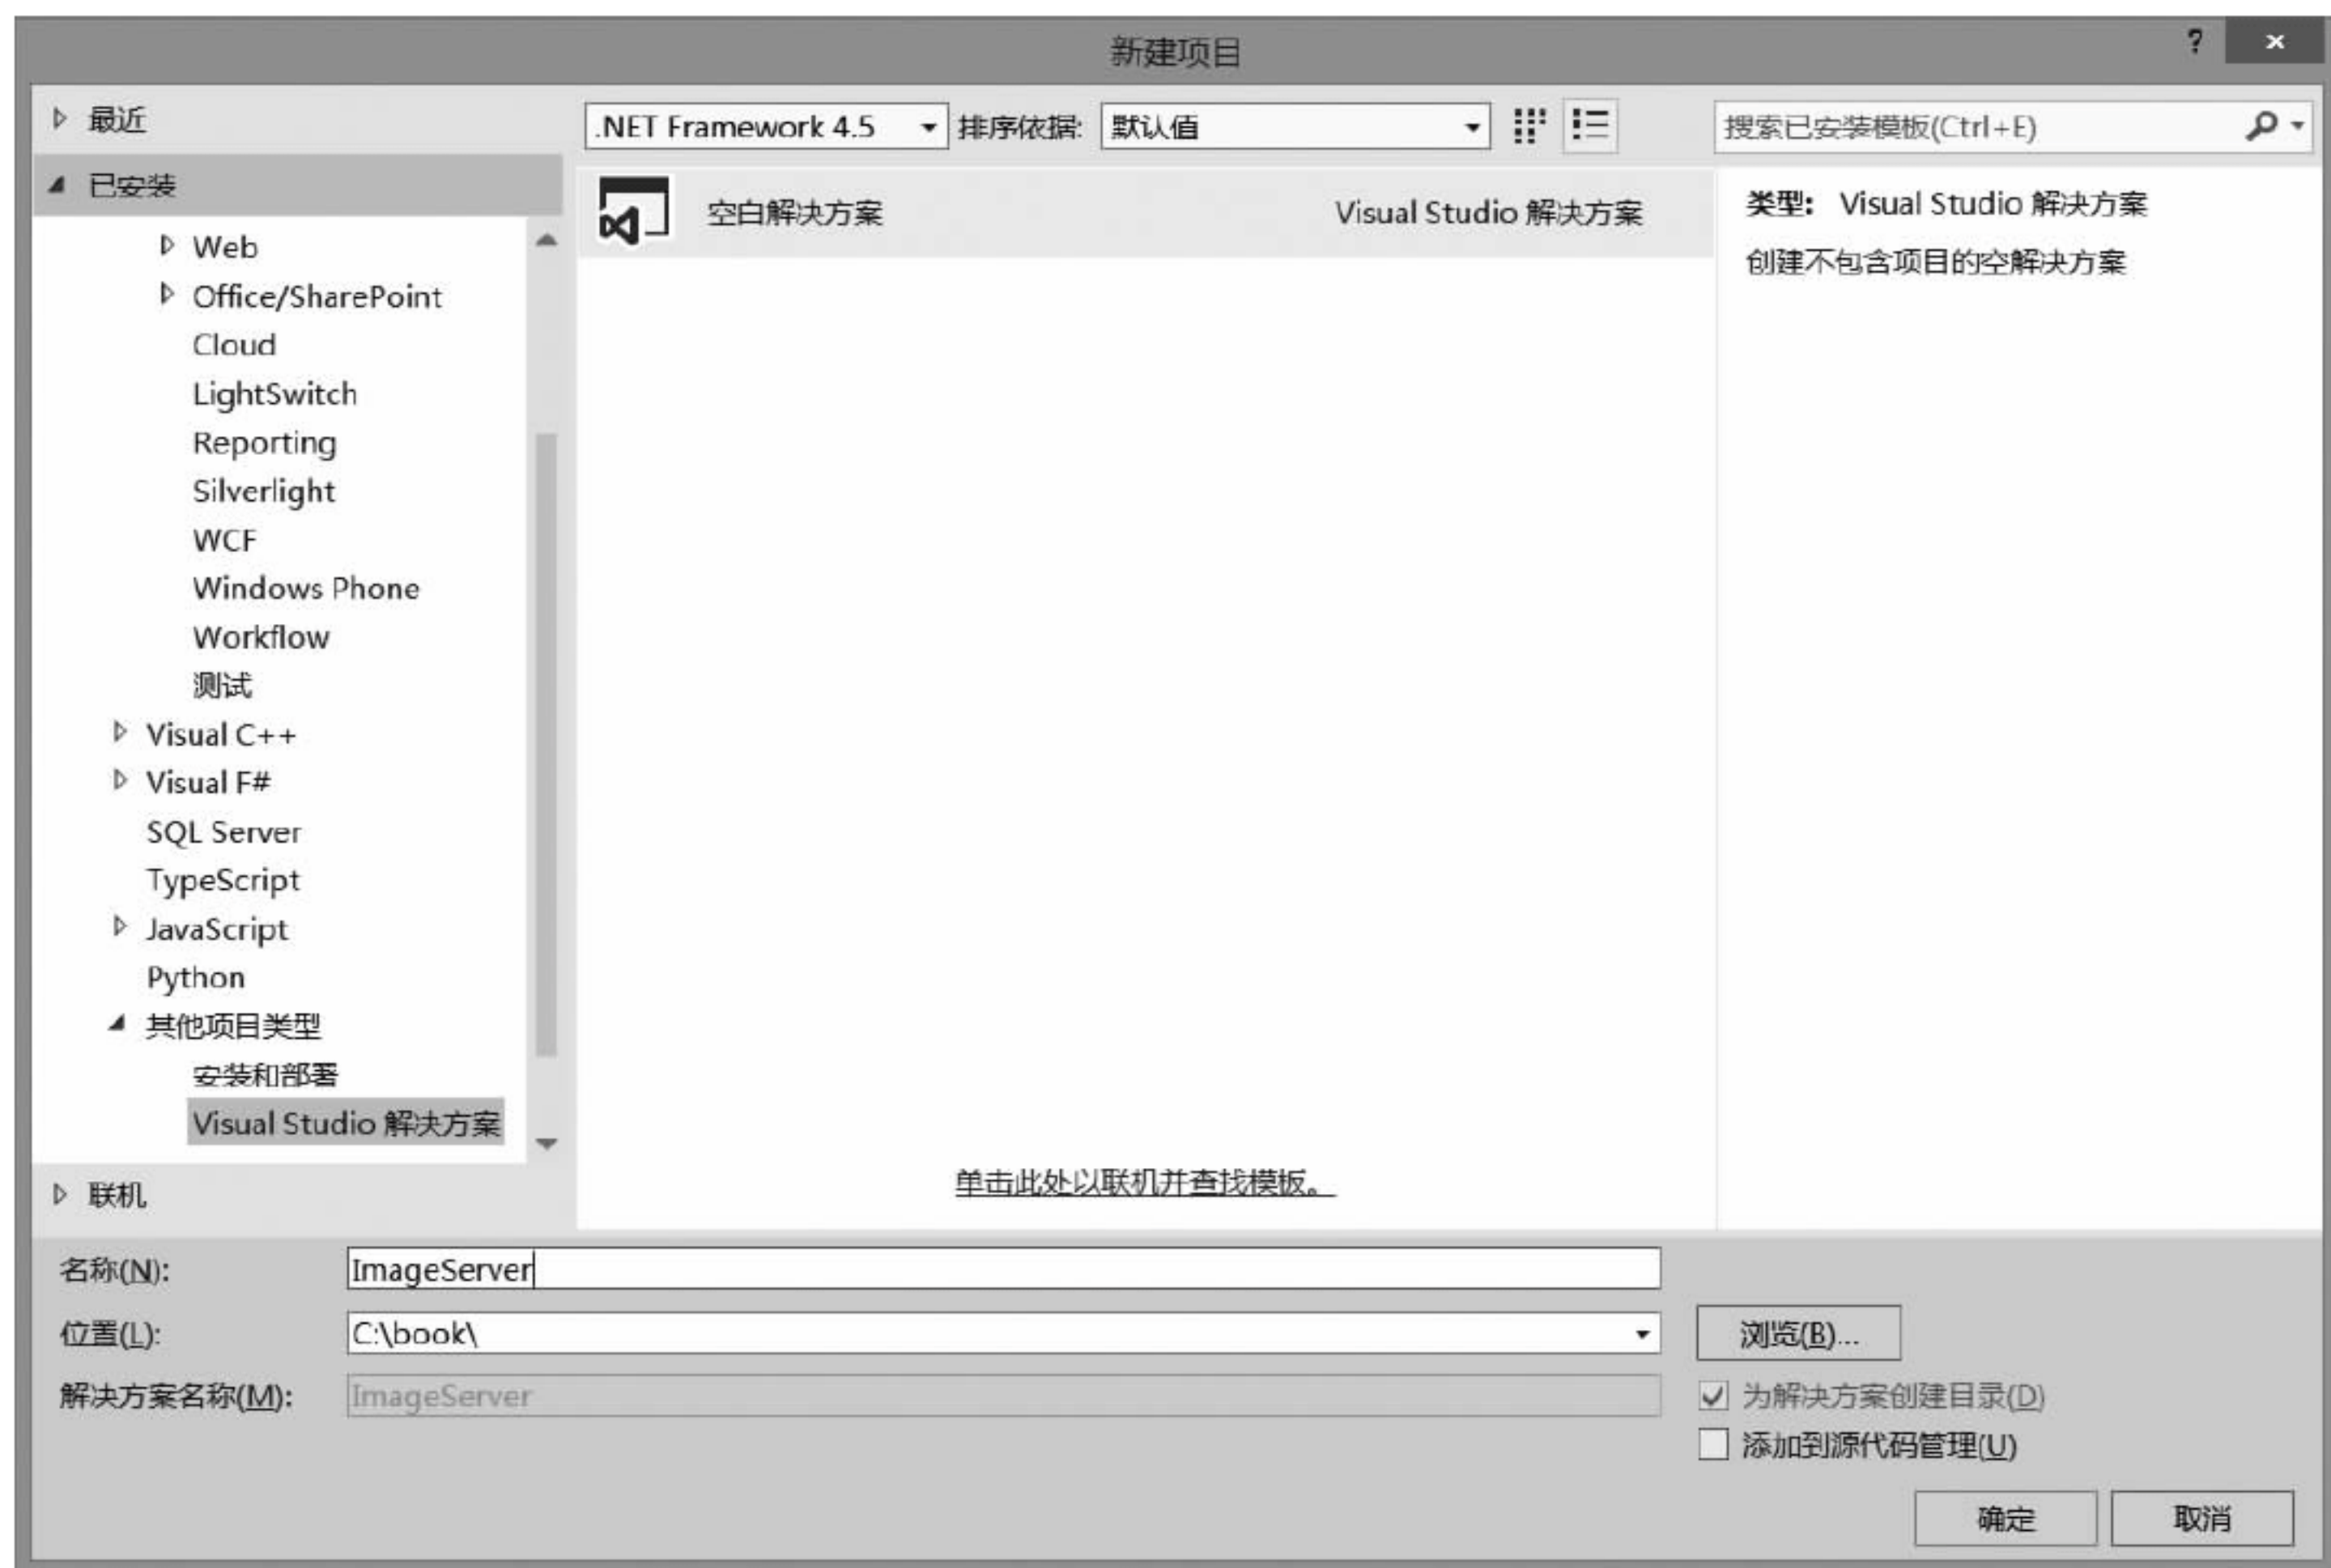 新建项目
?
最近
.NET Framework 4.5
排序依据:
默认值
搜索已安装模板(Ctrl+E)
已安装
Web
Office/SharePoint
Cloud
LightSwitch
Reporting
Silverlight
WCF
Windows Phone
Workflow
测试
Visual C++
Visual F#
SQL Server
TypeScript
JavaScript
Python
其他项目类型
安装和部署
Visual Studio 解决方案
联机
空白解决方案
Visual Studio 解决方案
类型: Visual Studio 解决方案
创建不包含项目的空解决方案
单击此处以联机并查找模板。
名称(N):
ImageServer
位置(L):
C:\book\
浏览(B)...
解决方案名称(M):
ImageServer
为解决方案创建目录(D)
添加到源代码管理(U)
确定
取消